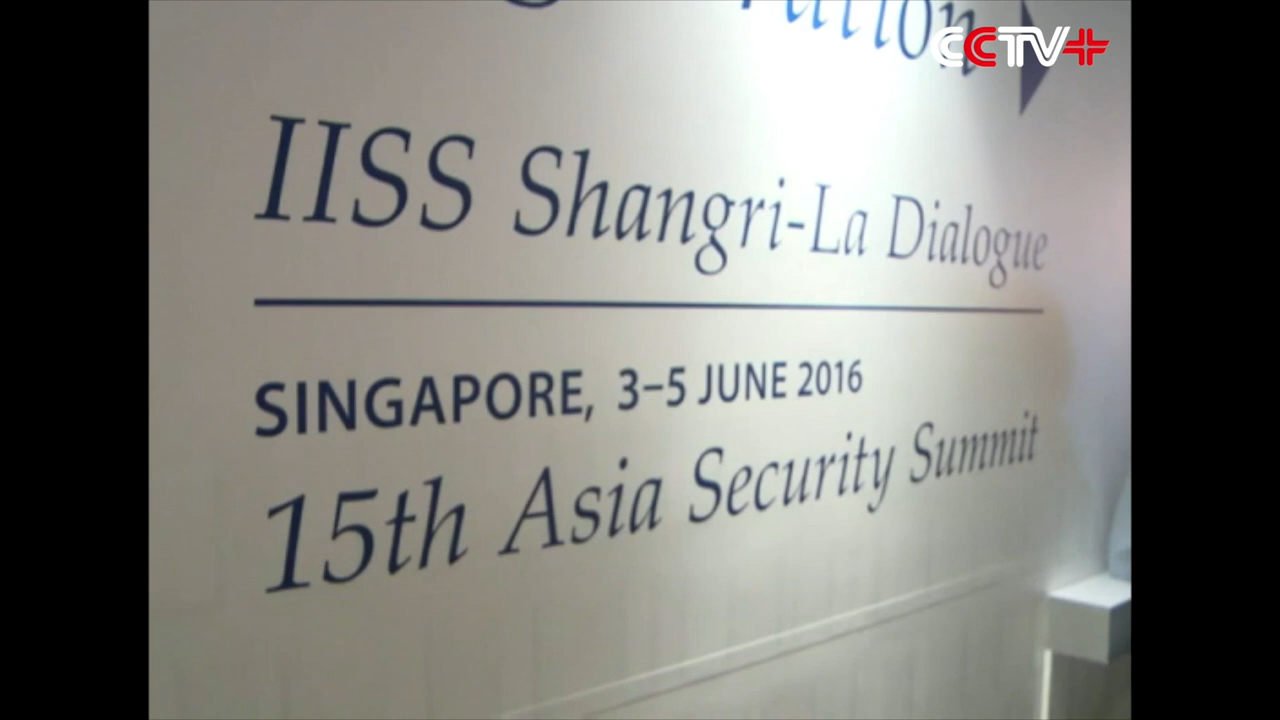 CCTV+
IISS Shangri-La Dialogue
SINGAPORE, 3–5 JUNE 2016
15th Asia Security Summit